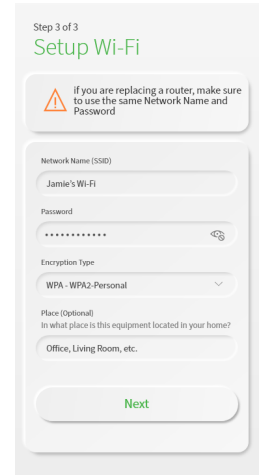 Step 3 of 3
Setup Wi-Fi
if you are replacing a router, make sure
to use the same Network Name and
Password
Network Name (SSID)
Jamie's Wi-Fi
Password
••••••••••••
Encryption Type
WPA - WPA2-Personal
Place (Optional)
In what place is this equipment located in your home?
Office, Living Room, etc.
Next